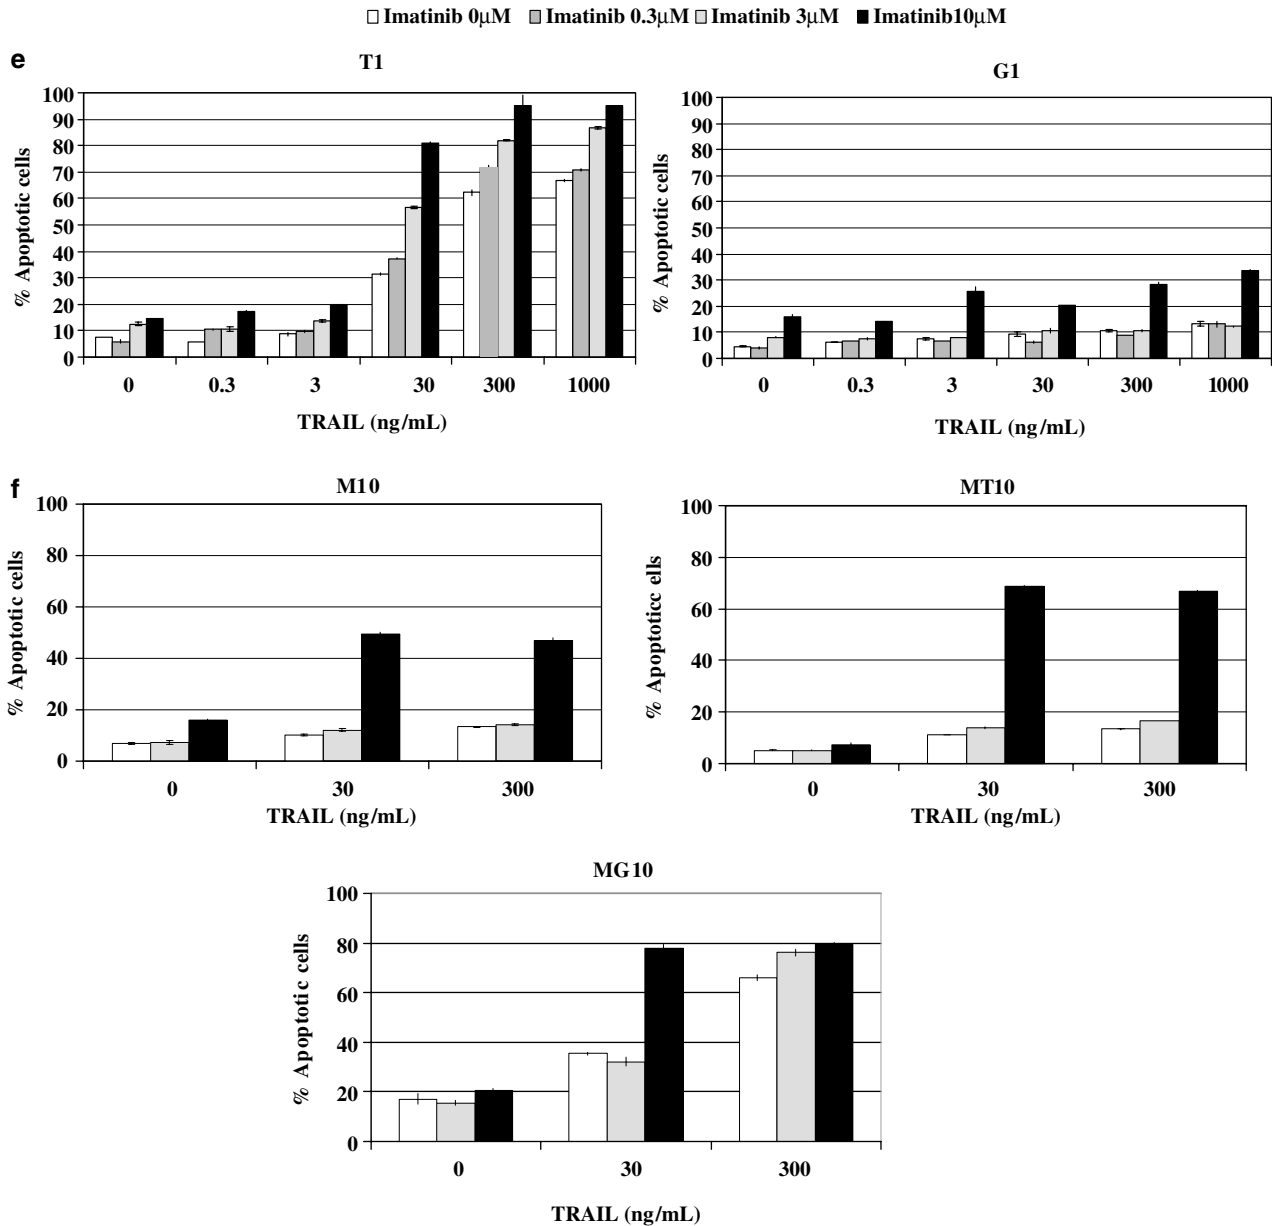 Imatinib 0μM Imatinib 0.3μM Imatinib 3μM Imatinib10μM
e
T1
% Apoptotic cells
100
90
80
70
60
50
40
30
20
10
0
0 0.3 3 30 300 1000
TRAIL (ng/mL)
G1
% Apoptotic cells
100
90
80
70
60
50
40
30
20
10
0
0 0.3 3 30 300 1000
TRAIL (ng/mL)
f
M10
% Apoptotic cells
100
80
60
40
20
0
0 30 300
TRAIL (ng/mL)
MT10
% Apoptoticc ells
100
80
60
40
20
0
0 30 300
TRAIL (ng/mL)
MG10
% Apoptotic cells
100
80
60
40
20
0
0 30 300
TRAIL (ng/mL)